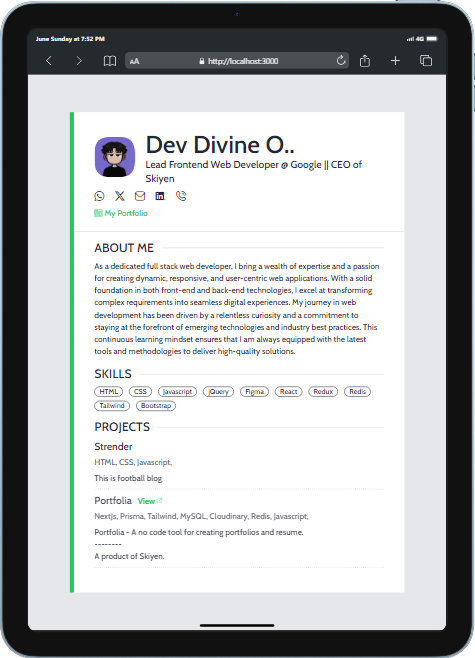 June Sunday at 7:52 PM
4G
AA
http://localhost:3000
Dev Divine O..
Lead Frontend Web Developer @ Google || CEO of
Skiyen
My Portfolio
ABOUT ME
As a dedicated full stack web developer, I bring a wealth of expertise and a passion
for creating dynamic, responsive, and user-centric web applications. With a solid
foundation in both front-end and back-end technologies, I excel at transforming
complex requirements into seamless digital experiences. My journey in web
development has been driven by a relentless curiosity and a commitment to
staying at the forefront of emerging technologies and industry best practices. This
continuous learning mindset ensures that I am always equipped with the latest
tools and methodologies to deliver high-quality solutions.
SKILLS
HTML CSS Javascript jQuery Figma React Redux Redis
Tailwind Bootstrap
PROJECTS
Strender
HTML, CSS, Javascript,
This is football blog
Portfolia View
NextJs, Prisma, Tailwind, MySQL, Cloudinary, Redis, Javascript,
Portfolia - A no code tool for creating portfolios and resume.
--------
A product of Skiyen.